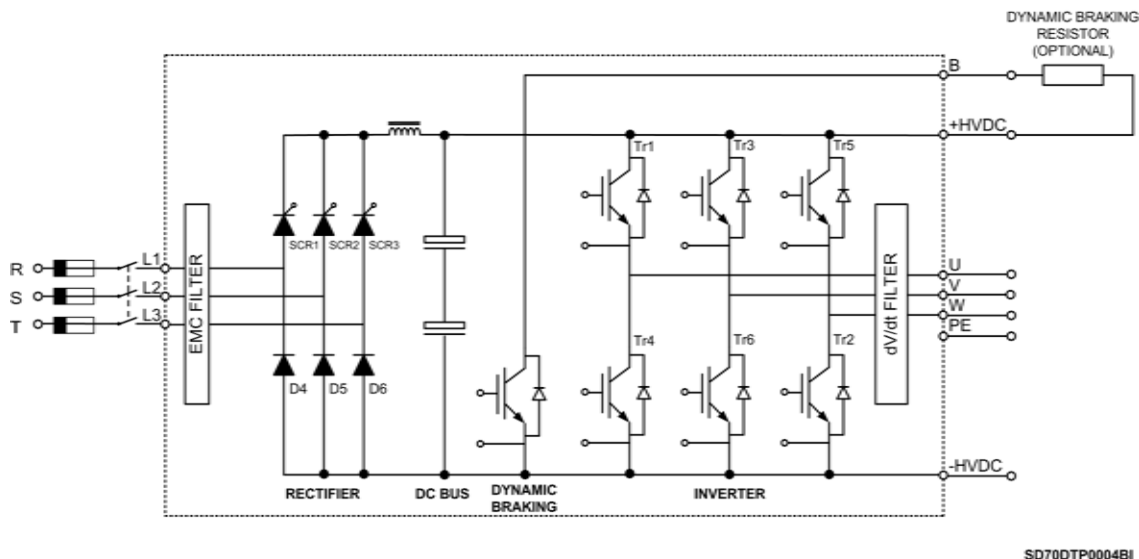 DYNAMIC BRAKING
RESISTOR
(OPTIONAL)
B
+HVDC
Tr1
Tr3
Tr5
SCR1
SCR2
SCR3
EMC FILTER
dV/dt FILTER
R
L1
S
L2
T
L3
U
V
W
PE
Tr4
Tr6
Tr2
D4
D5
D6
-HVDC
RECTIFIER
DC BUS
DYNAMIC
BRAKING
INVERTER
SD70DTP0004BI